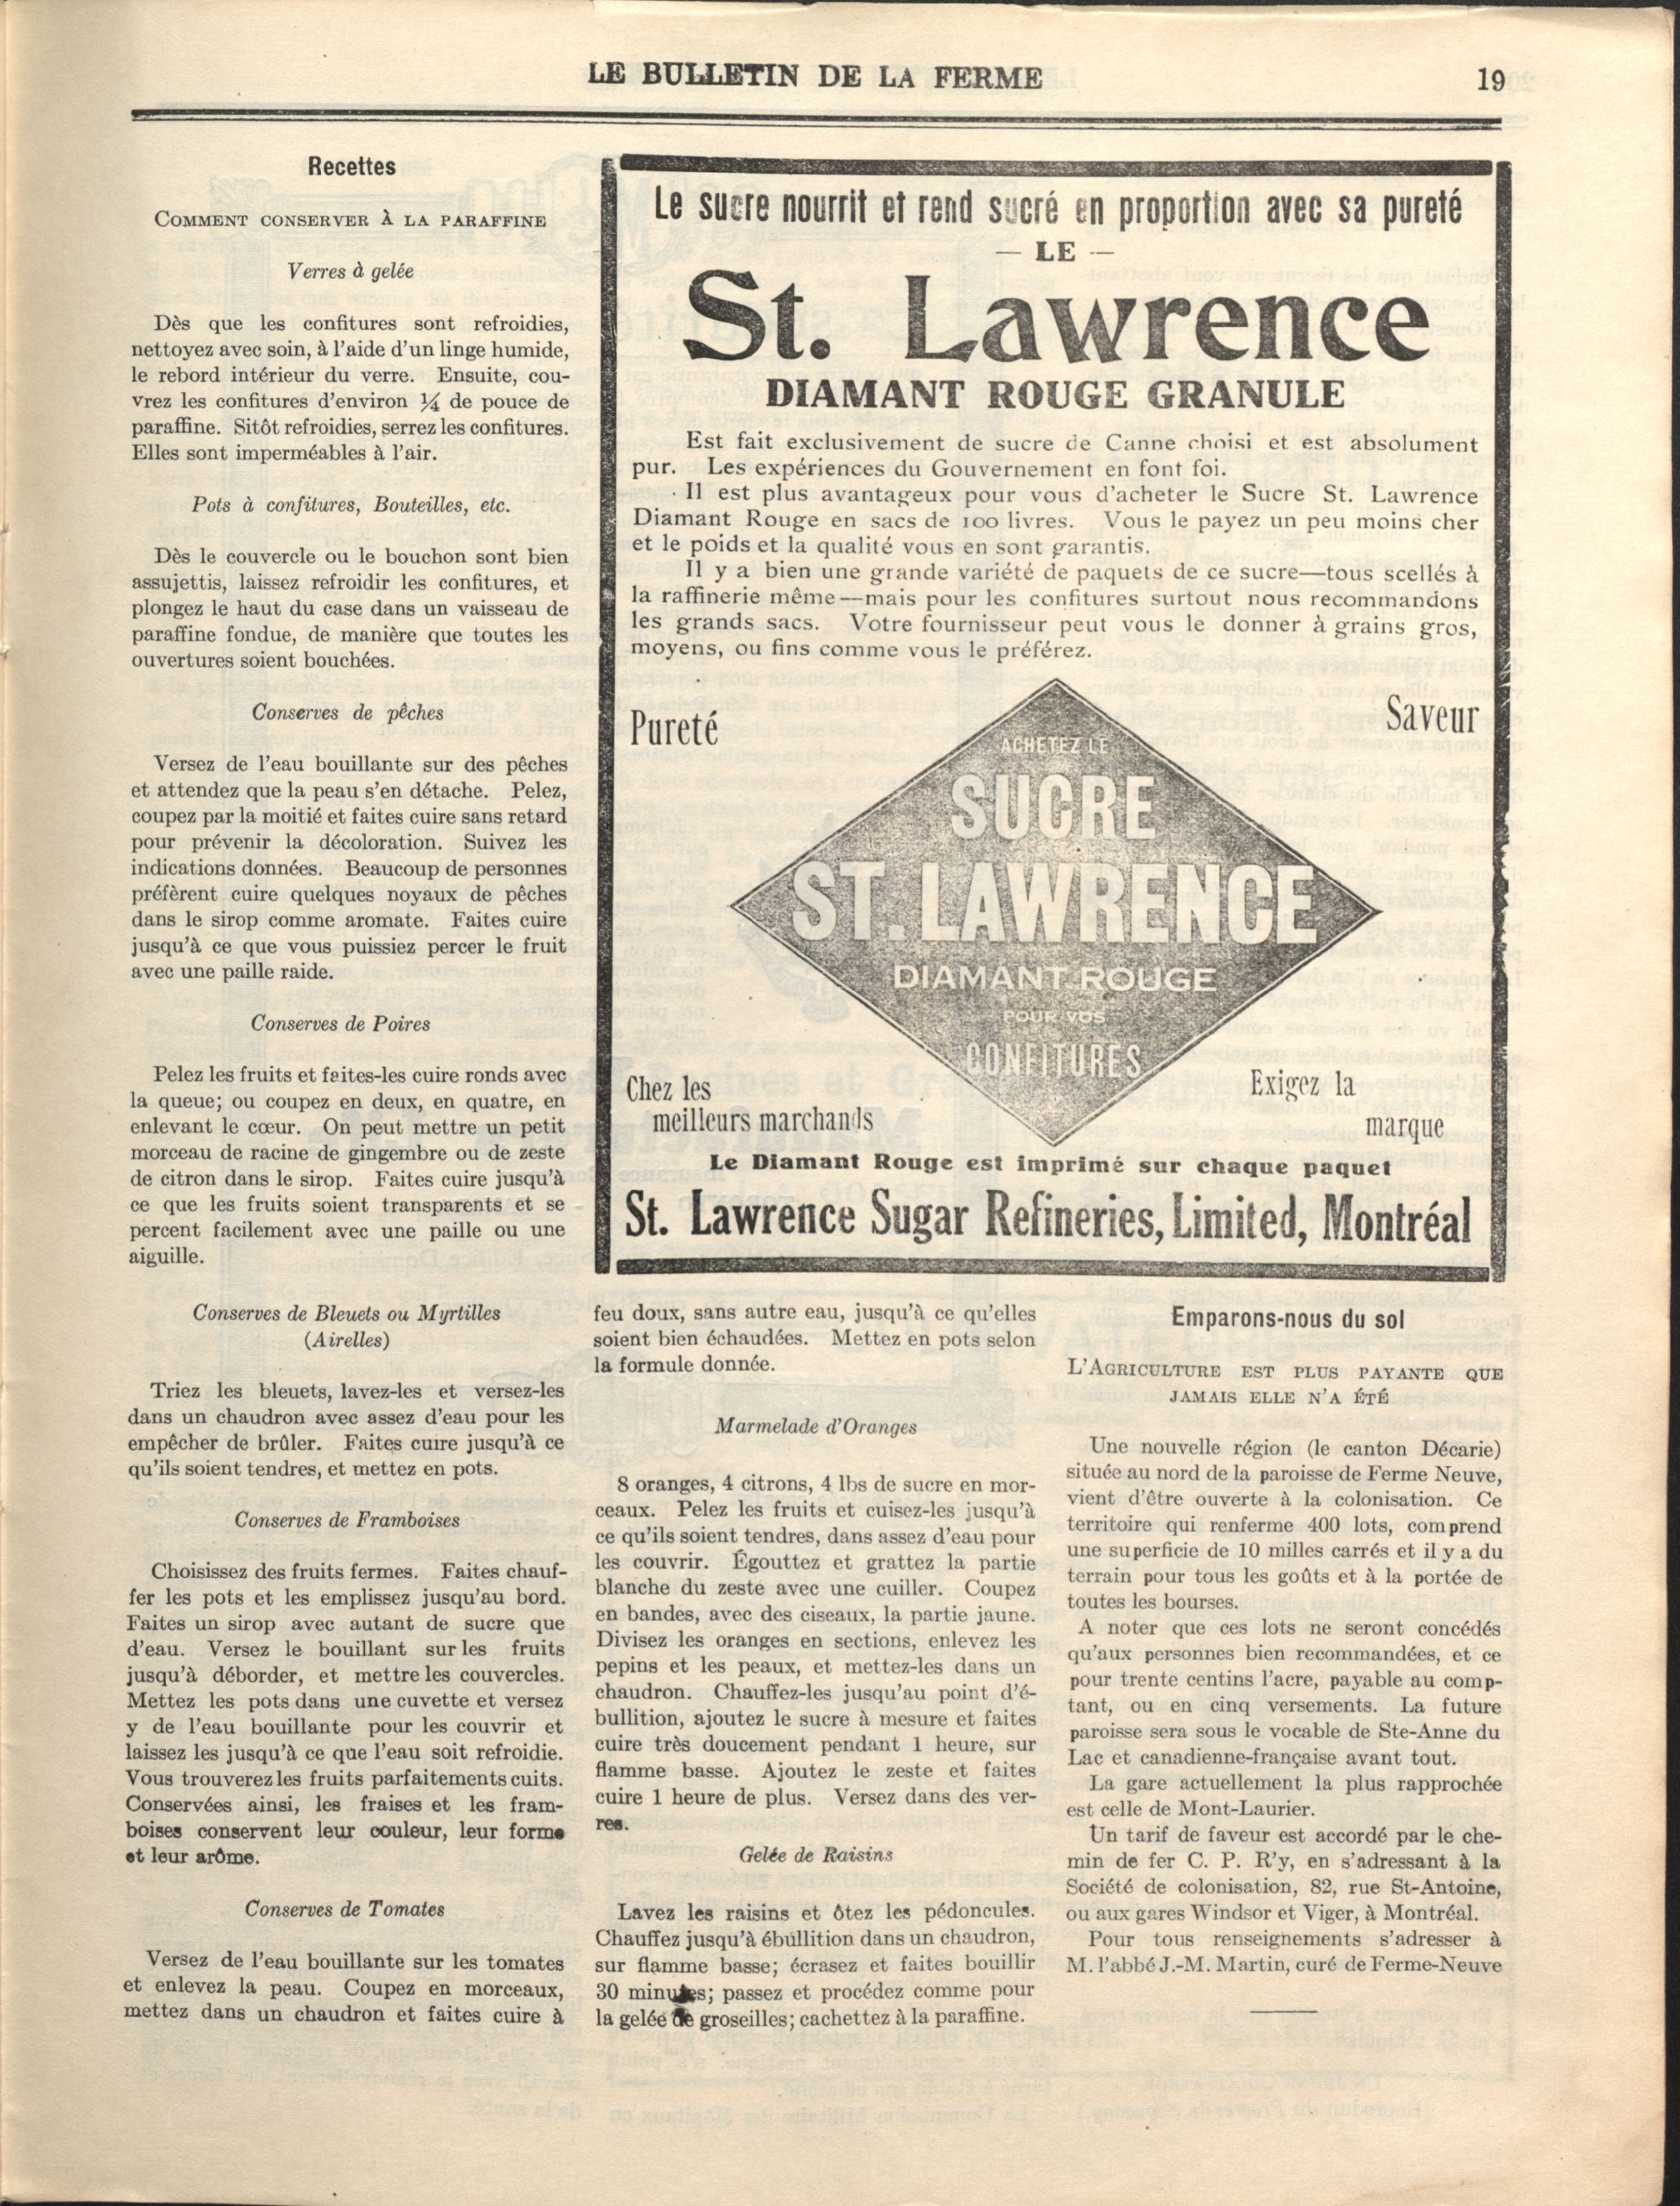 LE BULLETIN DE LA FERME
19
Recettes
COMMENT CONSERVER À LA PARAFFINE
Verres à gelée
Dès que les confitures sont refroidies,
nettoyez avec soin, à l'aide d'un linge humide,
le rebord intérieur du verre. Ensuite, cou-
vrez les confitures d'environ ¼ de pouce de
paraffine. Sitôt refroidies, serrez les confitures.
Elles sont imperméables à l'air.
Pots à confitures, Bouteilles, etc.
Dès le couvercle ou le bouchon sont bien
assujettis, laissez refroidir les confitures, et
plongez le haut du case dans un vaisseau de
paraffine fondue, de manière que toutes les
ouvertures soient bouchées.
Conserves de pêches
Versez de l'eau bouillante sur des pêches
et attendez que la peau s'en détache. Pelez,
coupez par la moitié et faites cuire sans retard
pour prévenir la décoloration. Suivez les
indications données. Beaucoup de personnes
préfèrent cuire quelques noyaux de pêches
dans le sirop comme aromate. Faites cuire
jusqu'à ce que vous puissiez percer le fruit
avec une paille raide.
Conserves de Poires
Pelez les fruits et faites-les cuire ronds avec
la queue; ou coupez en deux, en quatre, en
enlevant le cœur. On peut mettre un petit
morceau de racine de gingembre ou de zeste
de citron dans le sirop. Faites cuire jusqu'à
ce que les fruits soient transparents et se
percent facilement avec une paille ou une
aiguille.
Conserves de Bleuets ou Myrtilles
(Airelles)
Triez les bleuets, lavez-les et versez-les
dans un chaudron avec assez d'eau pour les
empêcher de brûler. Faites cuire jusqu'à ce
qu'ils soient tendres, et mettez en pots.
Conserves de Framboises
Choisissez des fruits fermes. Faites chauf-
fer les pots et les emplissez jusqu'au bord.
Faites un sirop avec autant de sucre que
d'eau. Versez le bouillant sur les fruits
jusqu'à déborder, et mettre les couvercles.
Mettez les pots dans une cuvette et versez
y de l'eau bouillante pour les couvrir et
laissez les jusqu'à ce que l'eau soit refroidie.
Vous trouverez les fruits parfaitements cuits.
Conservées ainsi, les fraises et les fram-
boises conservent leur couleur, leur forme
et leur arôme.
Conserves de Tomates
Versez de l'eau bouillante sur les tomates
et enlevez la peau. Coupez en morceaux,
mettez dans un chaudron et faites cuire à
Le sucre nourrit et rend sucré en proportion avec sa pureté
— LE —
St. Lawrence
DIAMANT ROUGE GRANULE
Est fait exclusivement de sucre de Canne choisi et est absolument
pur. Les expériences du Gouvernement en font foi.
Il est plus avantageux pour vous d'acheter le Sucre St. Lawrence
Diamant Rouge en sacs de 100 livres. Vous le payez un peu moins cher
et le poids et la qualité vous en sont garantis.
Il y a bien une grande variété de paquets de ce sucre—tous scellés à
la raffinerie même—mais pour les confitures surtout nous recommandons
les grands sacs. Votre fournisseur peut vous le donner à grains gros,
moyens, ou fins comme vous le préférez.
Pureté
Saveur
ACHETEZ LE
SUCRE
ST. LAWRENCE
DIAMANT ROUGE
POUR VOS
CONFITURES
Chez les
meilleurs marchands
Exigez la
marque
Le Diamant Rouge est imprimé sur chaque paquet
St. Lawrence Sugar Refineries, Limited, Montréal
feu doux, sans autre eau, jusqu'à ce qu'elles
soient bien échaudées. Mettez en pots selon
la formule donnée.
Marmelade d'Oranges
8 oranges, 4 citrons, 4 lbs de sucre en mor-
ceaux. Pelez les fruits et cuisez-les jusqu'à
ce qu'ils soient tendres, dans assez d'eau pour
les couvrir. Égouttez et grattez la partie
blanche du zeste avec une cuiller. Coupez
en bandes, avec des ciseaux, la partie jaune.
Divisez les oranges en sections, enlevez les
pepins et les peaux, et mettez-les dans un
chaudron. Chauffez-les jusqu'au point d'é-
bullition, ajoutez le sucre à mesure et faites
cuire très doucement pendant 1 heure, sur
flamme basse. Ajoutez le zeste et faites
cuire 1 heure de plus. Versez dans des ver-
res.
Gelée de Raisins
Lavez les raisins et ôtez les pédoncules.
Chauffez jusqu'à ébullition dans un chaudron,
sur flamme basse; écrasez et faites bouillir
30 minutes; passez et procédez comme pour
la gelée de groseilles; cachettez à la paraffine.
Emparons-nous du sol
L'AGRICULTURE EST PLUS PAYANTE QUE
JAMAIS ELLE N'A ÉTÉ
Une nouvelle région (le canton Décarie)
située au nord de la paroisse de Ferme Neuve,
vient d'être ouverte à la colonisation. Ce
territoire qui renferme 400 lots, comprend
une superficie de 10 milles carrés et il y a du
terrain pour tous les goûts et à la portée de
toutes les bourses.
A noter que ces lots ne seront concédés
qu'aux personnes bien recommandées, et ce
pour trente centins l'acre, payable au comp-
tant, ou en cinq versements. La future
paroisse sera sous le vocable de Ste-Anne du
Lac et canadienne-française avant tout.
La gare actuellement la plus rapprochée
est celle de Mont-Laurier.
Un tarif de faveur est accordé par le che-
min de fer C. P. R'y, en s'adressant à la
Société de colonisation, 82, rue St-Antoine,
ou aux gares Windsor et Viger, à Montréal.
Pour tous renseignements s'adresser à
M. l'abbé J.-M. Martin, curé de Ferme-Neuve